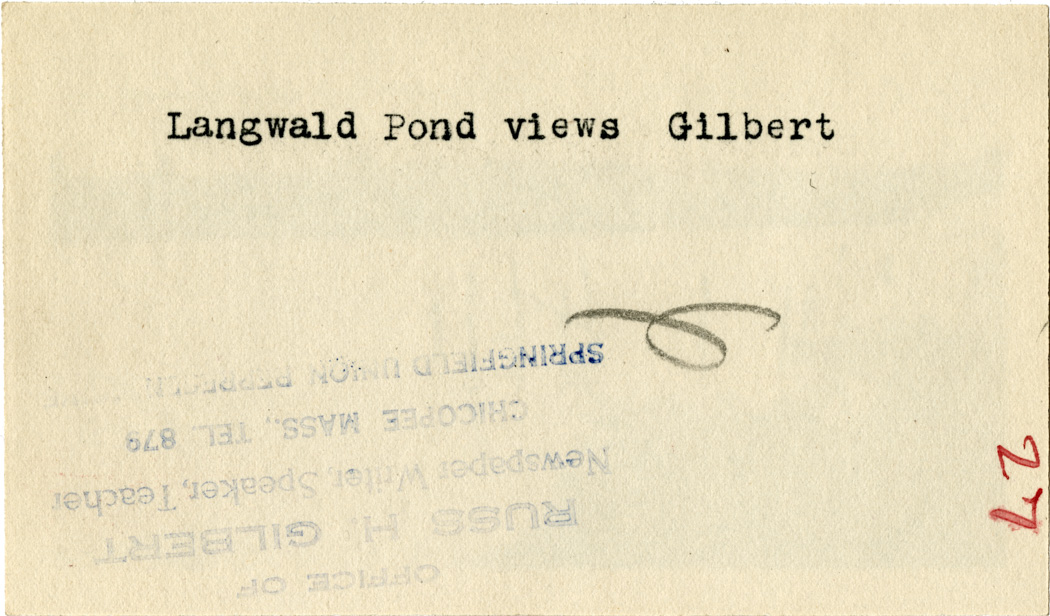 Langwald Pond views Gilbert
OFFICE OF
RUSS H. GILBERT
Newspaper Writer, Speaker, Teacher
CHICOPEE MASS., TEL. 879
SPRINGFIELD UNION
27